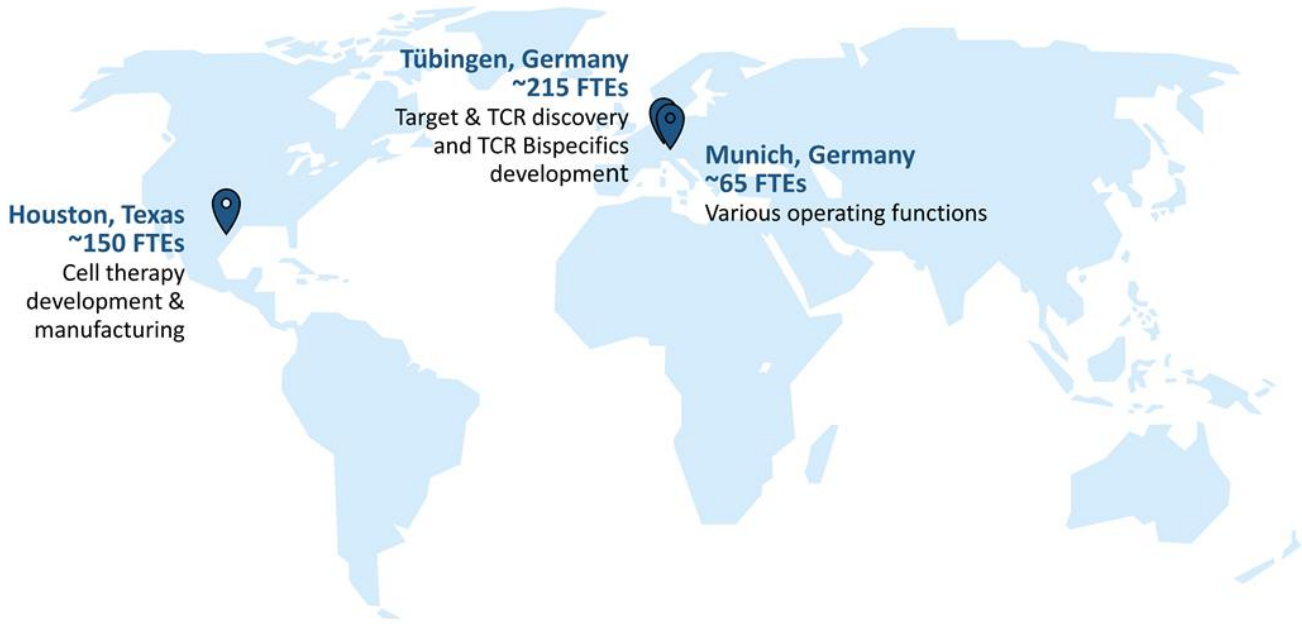 Tübingen, Germany
~215 FTEs
Target & TCR discovery
and TCR Bispecifics
development
Munich, Germany
~65 FTEs
Various operating functions
Houston, Texas
~150 FTEs
Cell therapy
development &
manufacturing